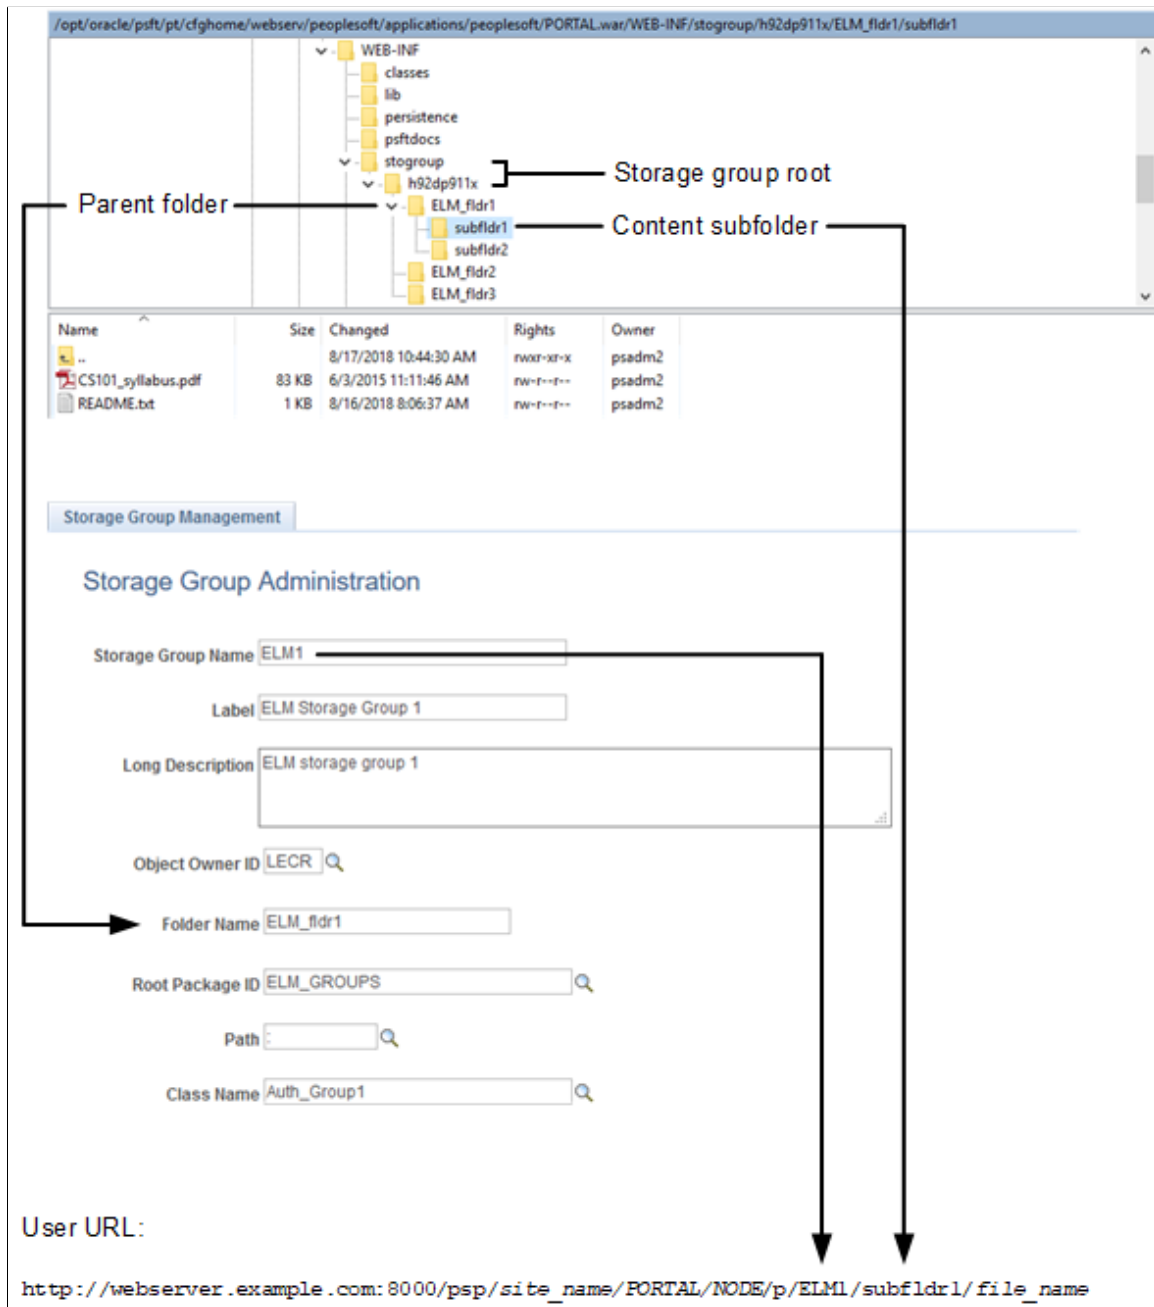 /opt/oracle/psft/pt/cfghome/webserv/peoplesoft/applications/peoplesoft/PORTAL.war/WEB-INF/stogroup/h92dp911x/ELM_fldr1/subfldr1
WEB-INF
classes
lib
persistence
psftdocs
stogroup
Storage group root
h92dp911x
Parent folder
ELM_fldr1
subfldr1
Content subfolder
subfldr2
ELM_fldr2
ELM_fldr3
Name Size Changed Rights Owner
.. 8/17/2018 10:44:30 AM rwxr-xr-x psadm2
CS101_syllabus.pdf 83 KB 6/3/2015 11:11:46 AM rw-r--r-- psadm2
README.txt 1 KB 8/16/2018 8:06:37 AM rw-r--r-- psadm2
Storage Group Management
Storage Group Administration
Storage Group Name ELM1
Label ELM Storage Group 1
Long Description ELM storage group 1
Object Owner ID LECR
Folder Name ELM_fldr1
Root Package ID ELM_GROUPS
Path :
Class Name Auth_Group1
User URL:
http://webserver.example.com:8000/psp/site_name/PORTAL/NODE/p/ELM1/subfldr1/file_name